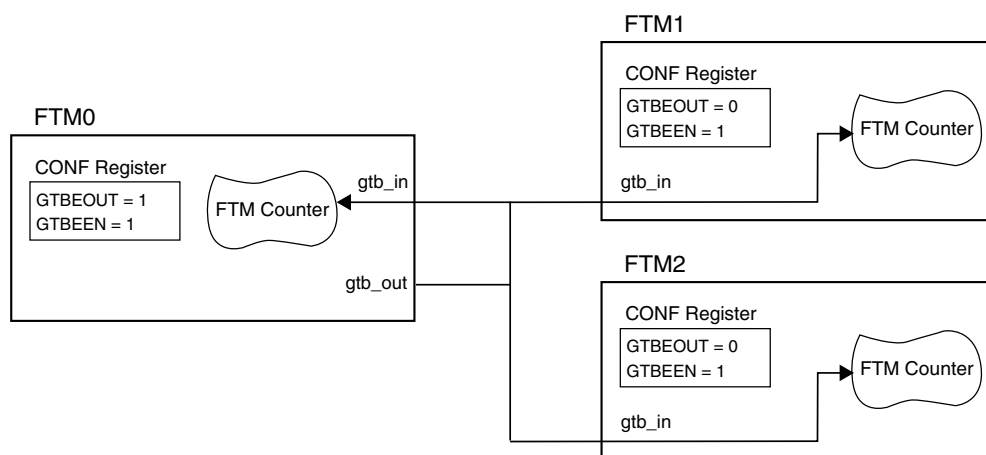 FTM0
CONF Register
GTBEOUT = 1
GTBEEN = 1
FTM Counter
gtb_in
gtb_out
FTM1
CONF Register
GTBEOUT = 0
GTBEEN = 1
FTM Counter
gtb_in
FTM2
CONF Register
GTBEOUT = 0
GTBEEN = 1
FTM Counter
gtb_in